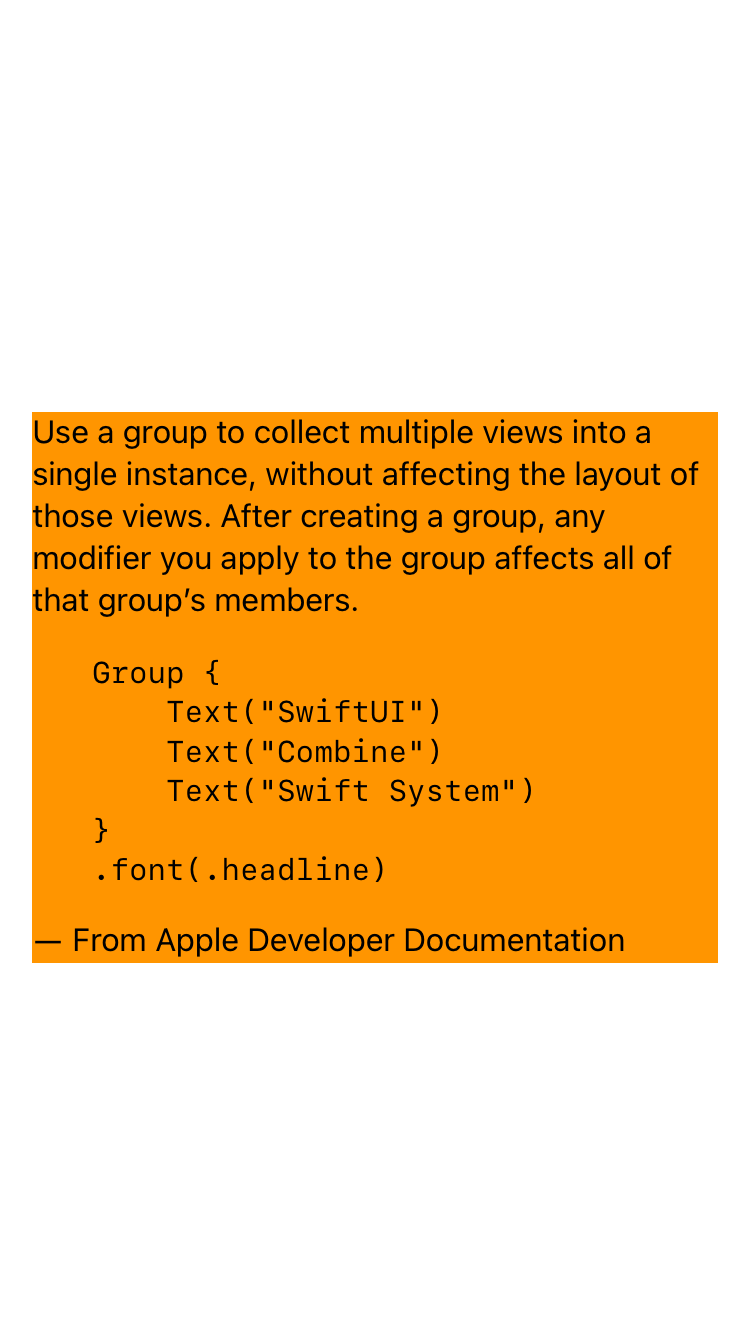 Use a group to collect multiple views into a
single instance, without affecting the layout of
those views. After creating a group, any
modifier you apply to the group affects all of
that group’s members.
Group {
    Text("SwiftUI")
    Text("Combine")
    Text("Swift System")
}
.font(.headline)
— From Apple Developer Documentation